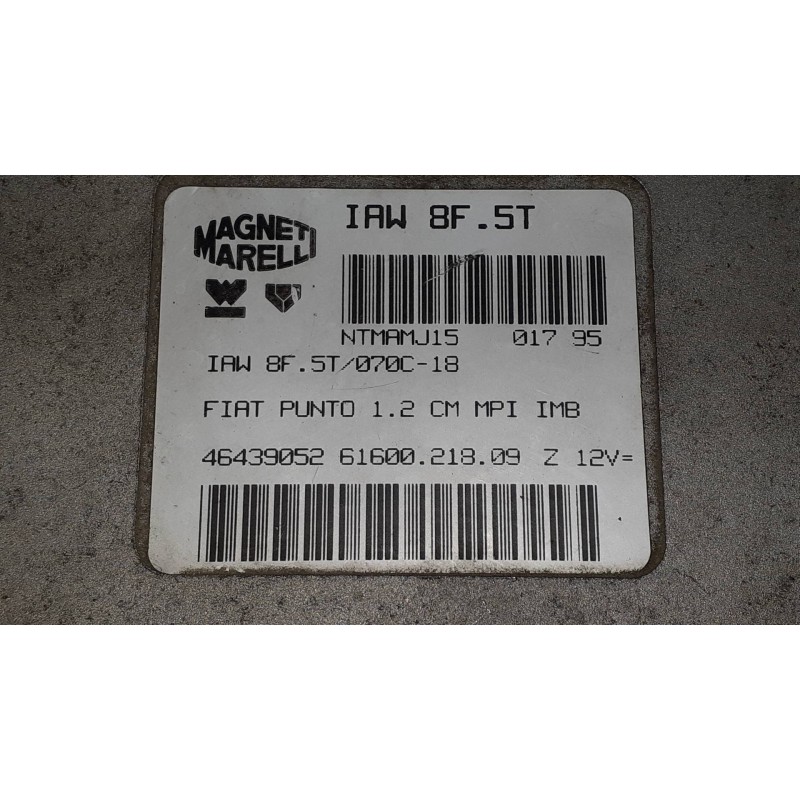 MAGNETI
MARELLI
IAW 8F.5T
NTMAMJ15 017 95
IAW 8F.5T/070C-18
FIAT PUNTO 1.2 CM MPI IMB
46439052 61600.218.09 Z 12V=